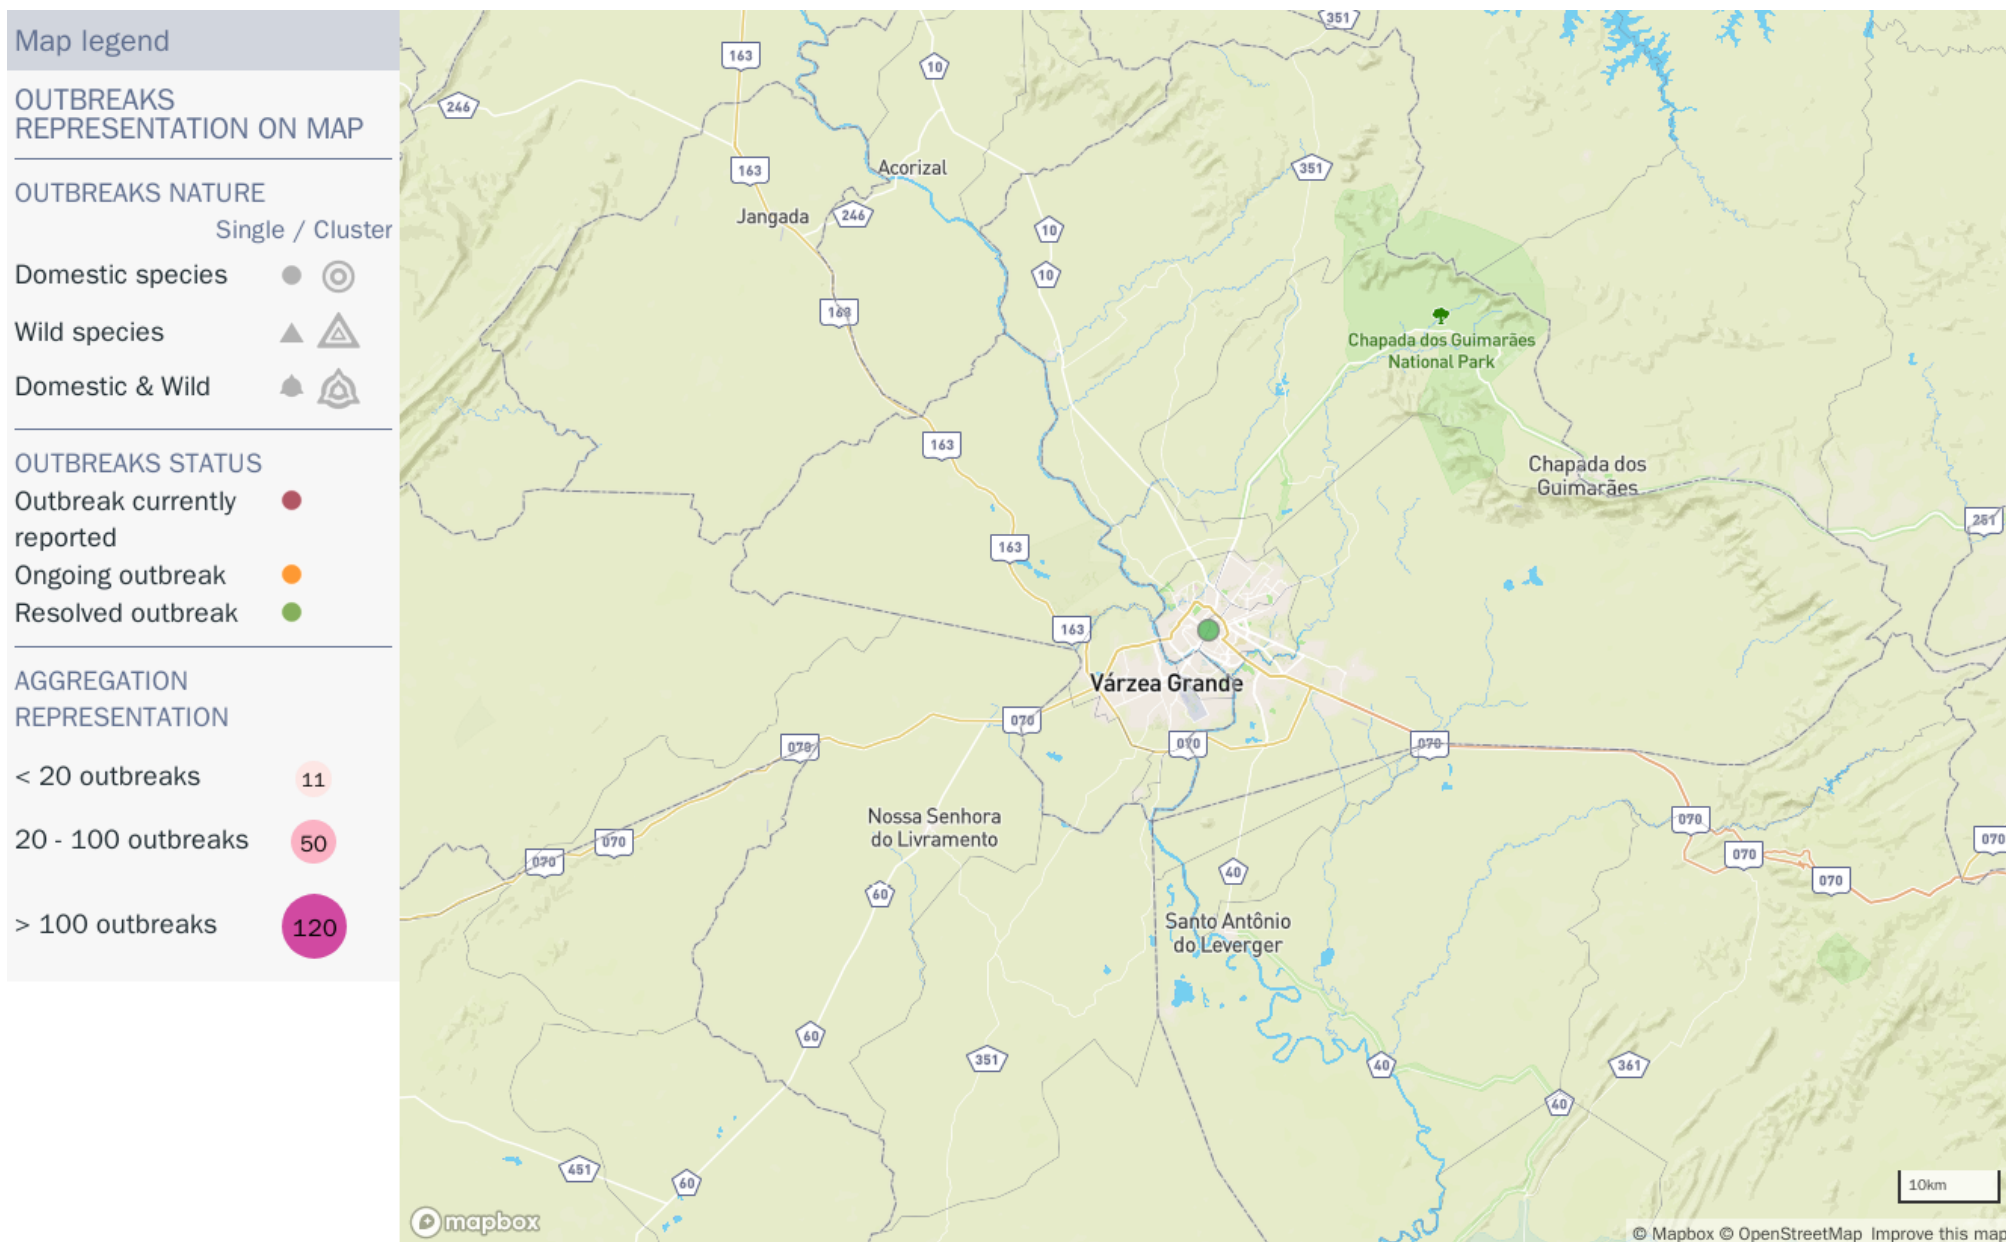 Map legend
OUTBREAKS
REPRESENTATION ON MAP
OUTBREAKS NATURE
Single / Cluster
Domestic species
Wild species
Domestic & Wild
OUTBREAKS STATUS
Outbreak currently
reported
Ongoing outbreak
Resolved outbreak
AGGREGATION
REPRESENTATION
< 20 outbreaks 11
20 - 100 outbreaks 50
> 100 outbreaks 120
351
163
10
246
163
Acorizal
351
Jangada
246
10
10
163
Chapada dos Guimarães
National Park
163
Chapada dos
Guimarães
251
163
163
Várzea Grande
070
070
070
070
Nossa Senhora
do Livramento
070
070
070
070
070
070
40
60
Santo Antônio
do Leverger
60
351
40
361
40
451
60
10km
mapbox
© Mapbox © OpenStreetMap Improve this map